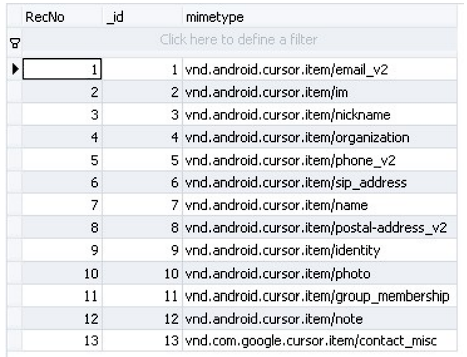 RecNo _id mimetype
Click here to define a filter
1 1 vnd.android.cursor.item/email_v2
2 2 vnd.android.cursor.item/im
3 3 vnd.android.cursor.item/nickname
4 4 vnd.android.cursor.item/organization
5 5 vnd.android.cursor.item/phone_v2
6 6 vnd.android.cursor.item/sip_address
7 7 vnd.android.cursor.item/name
8 8 vnd.android.cursor.item/postal-address_v2
9 9 vnd.android.cursor.item/identity
10 10 vnd.android.cursor.item/photo
11 11 vnd.android.cursor.item/group_membership
12 12 vnd.android.cursor.item/note
13 13 vnd.com.google.cursor.item/contact_misc